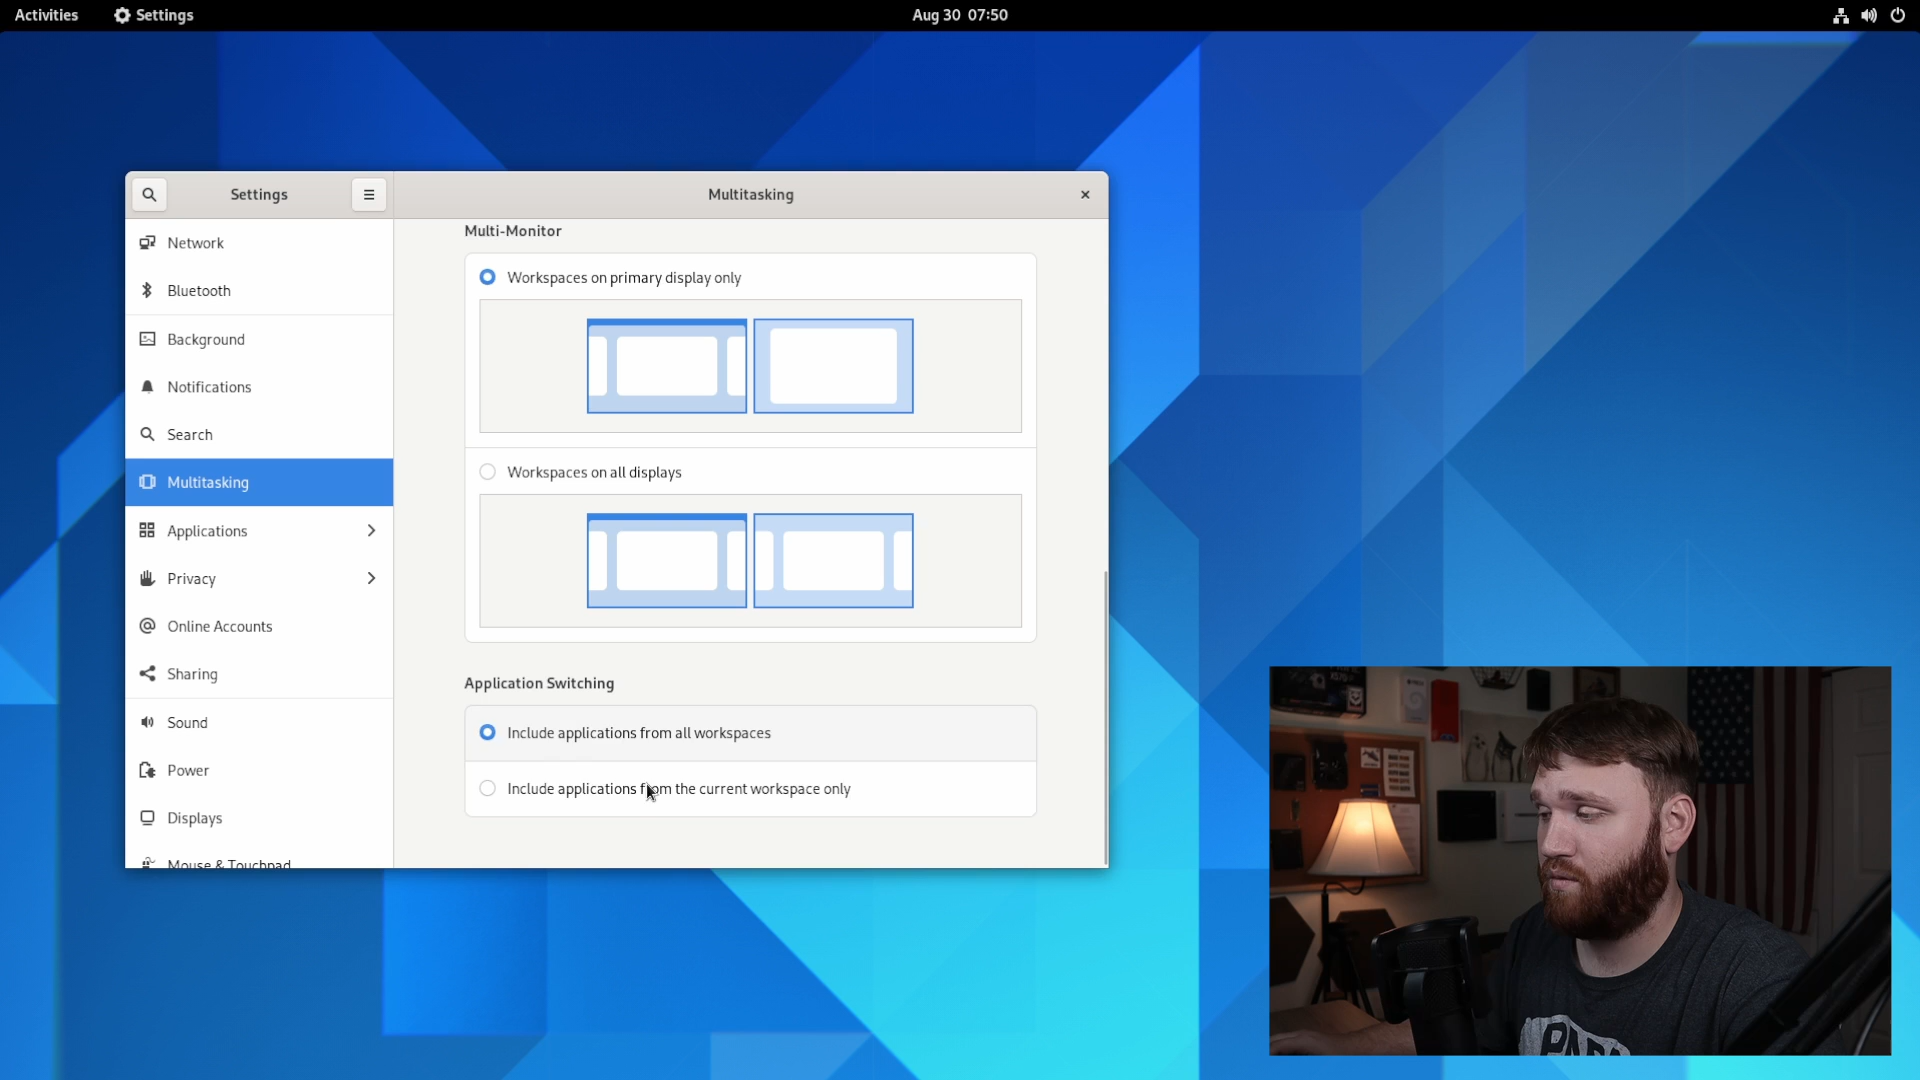 Activities
Settings
Aug 30 07:50
Settings
Multitasking
Network
Bluetooth
Background
Notifications
Search
Multitasking
Applications
Privacy
Online Accounts
Sharing
Sound
Power
Displays
Mouse & Touchpad
Multi-Monitor
Workspaces on primary display only
Workspaces on all displays
Application Switching
Include applications from all workspaces
Include applications from the current workspace only